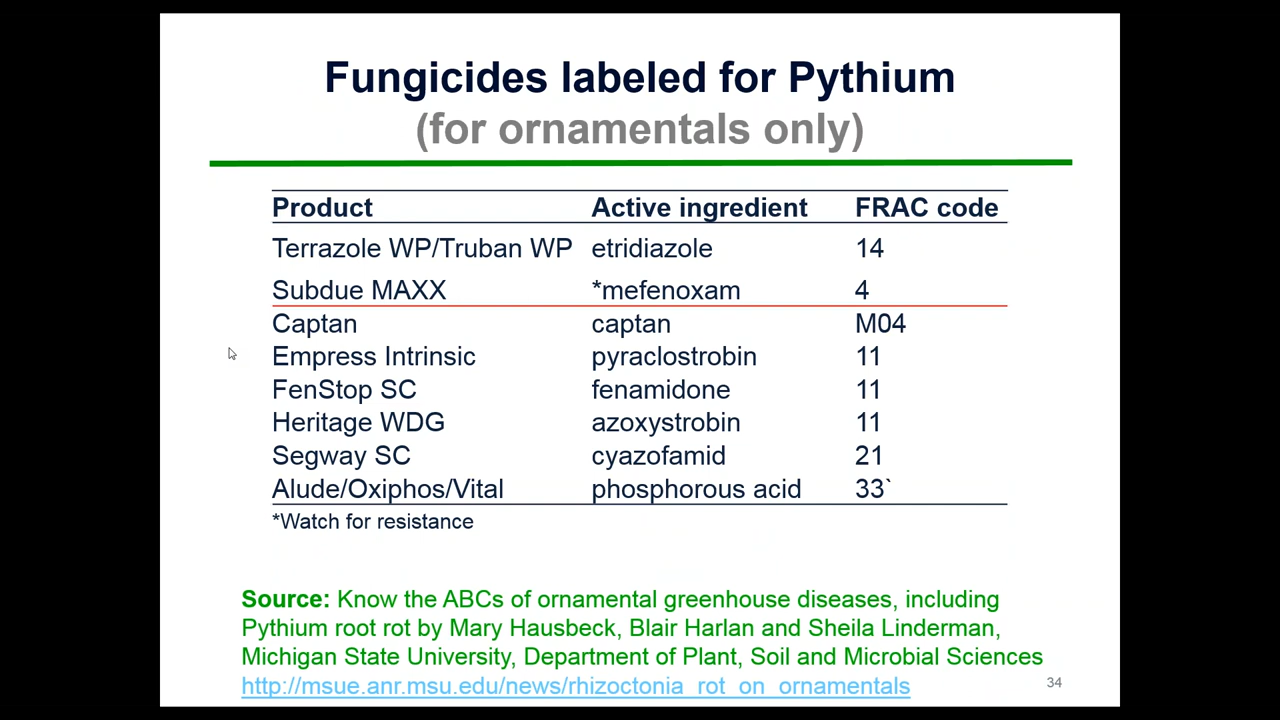 Fungicides labeled for Pythium
(for ornamentals only)
Product Active ingredient FRAC code
Terrazole WP/Truban WP etridiazole 14
Subdue MAXX *mefenoxam 4
Captan captan M04
Empress Intrinsic pyraclostrobin 11
FenStop SC fenamidone 11
Heritage WDG azoxystrobin 11
Segway SC cyazofamid 21
Alude/Oxiphos/Vital phosphorous acid 33`
*Watch for resistance
Source: Know the ABCs of ornamental greenhouse diseases, including
Pythium root rot by Mary Hausbeck, Blair Harlan and Sheila Linderman,
Michigan State University, Department of Plant, Soil and Microbial Sciences
http://msue.anr.msu.edu/news/rhizoctonia_rot_on_ornamentals
34